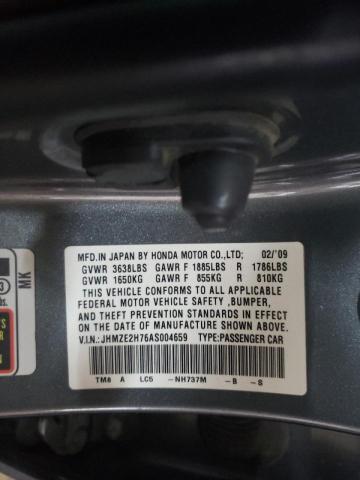 MFD.IN JAPAN BY HONDA MOTOR CO.,LTD; 02/'09
GVWR 3638LBS GAWR F 1885LBS R 1786LBS
GVWR 1650KG GAWR F 855KG R 810KG
THIS VEHICLE CONFORMS TO ALL APPLICABLE
FEDERAL MOTOR VEHICLE SAFETY ,BUMPER,
AND THEFT PREVENTION STANDARDS IN EFFECT
ON THE DATE OF MANUFACTURE SHOWN ABOVE.
V.I.N.: JHMZE2H76AS004659 TYPE:PASSENGER CAR
TM8 A LC5 -NH737M -B -S
MK
3
bs.